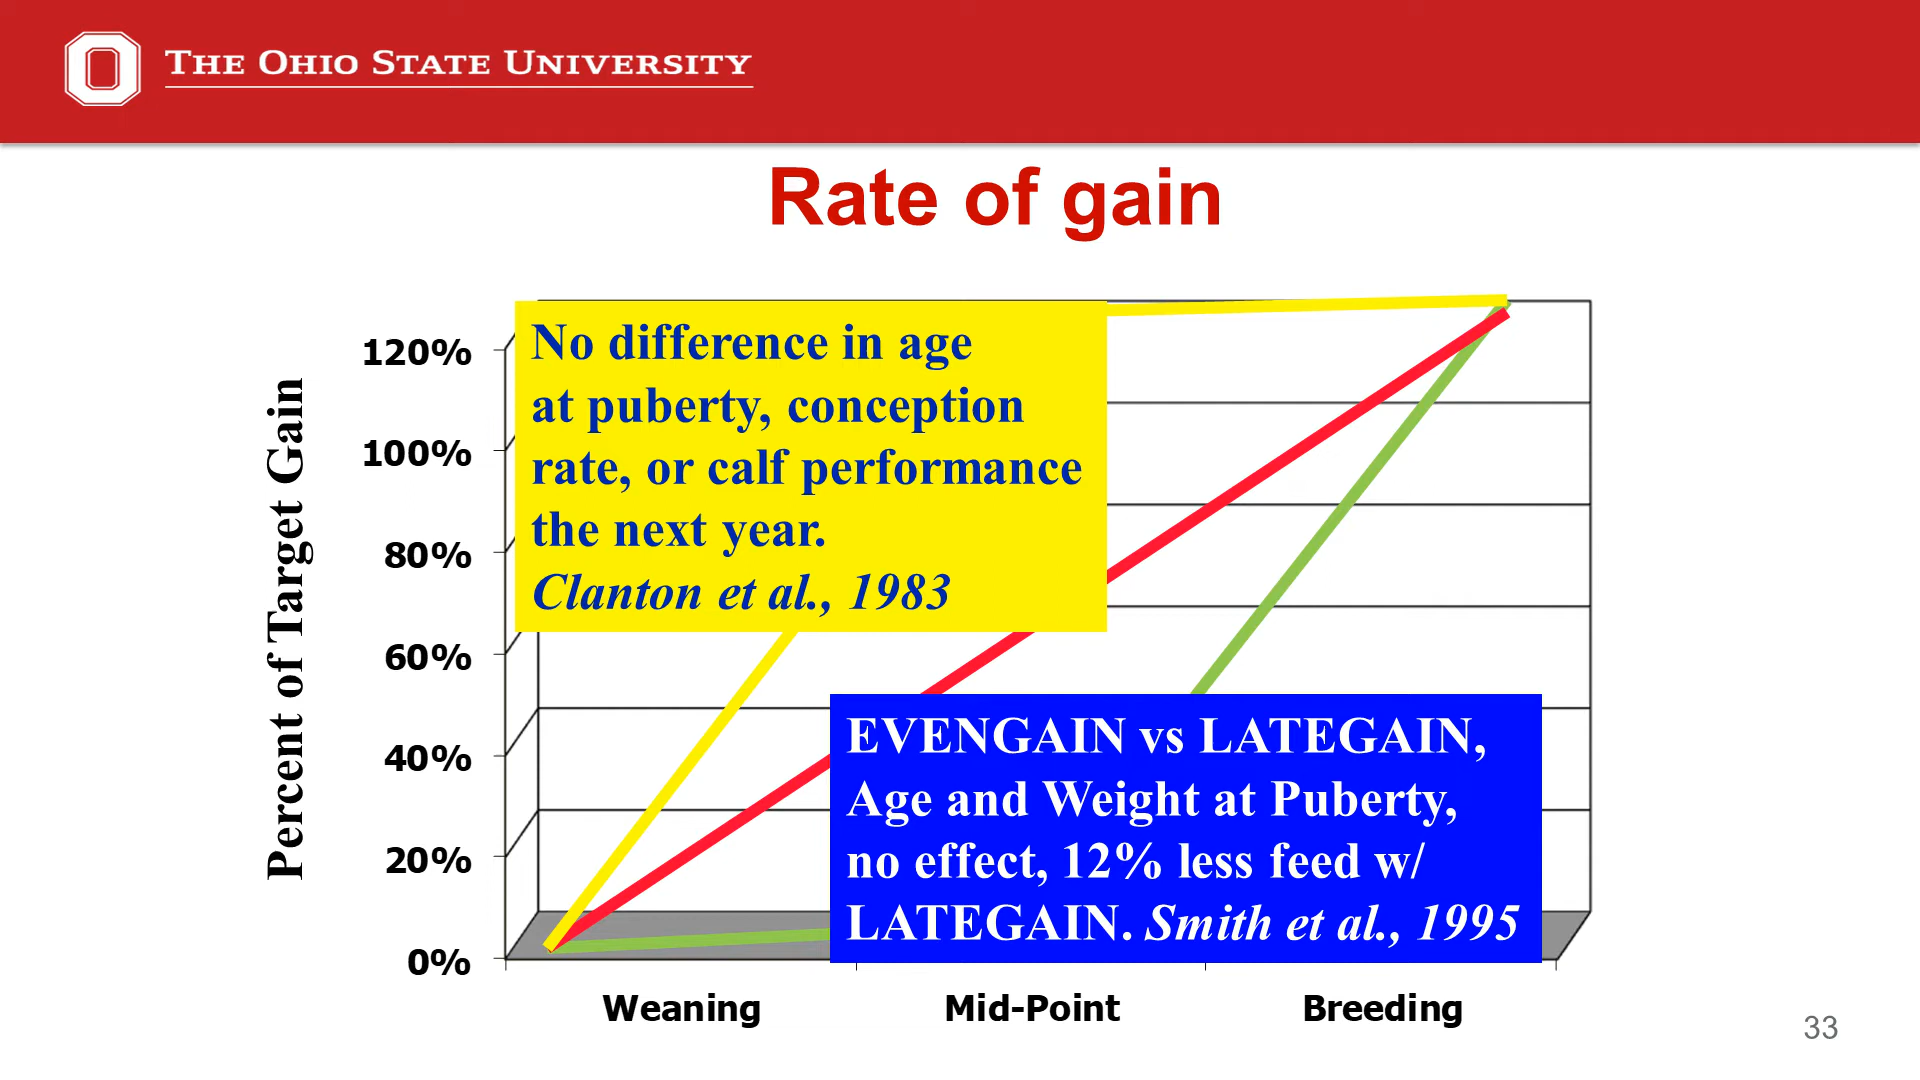 THE OHIO STATE UNIVERSITY
Rate of gain
Percent of Target Gain
120%
100%
80%
60%
40%
20%
0%
No difference in age
at puberty, conception
rate, or calf performance
the next year.
Clanton et al., 1983
EVENGAIN vs LATEGAIN,
Age and Weight at Puberty,
no effect, 12% less feed w/
LATEGAIN. Smith et al., 1995
Weaning
Mid-Point
Breeding
33